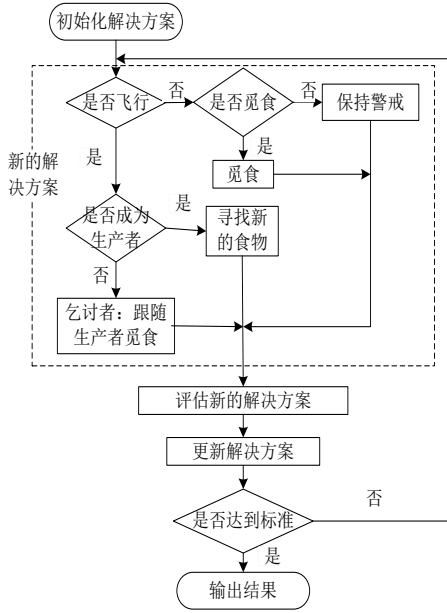 初始化解决方案
是否飞行
否
是否觅食
否
保持警戒
新的解
决方案
是
是
觅食
是否成为
生产者
是
寻找新
的食物
否
乞讨者：跟随
生产者觅食
评估新的解决方案
更新解决方案
是否达到标准
否
是
输出结果